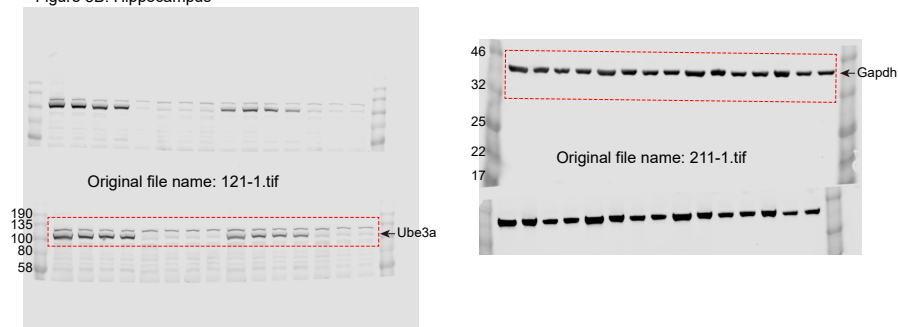 Figure 3B: Hippocampus
Original file name: 121-1.tif
190
135
100
80
58
Ube3a
46
32
25
22
17
Gapdh
Original file name: 211-1.tif